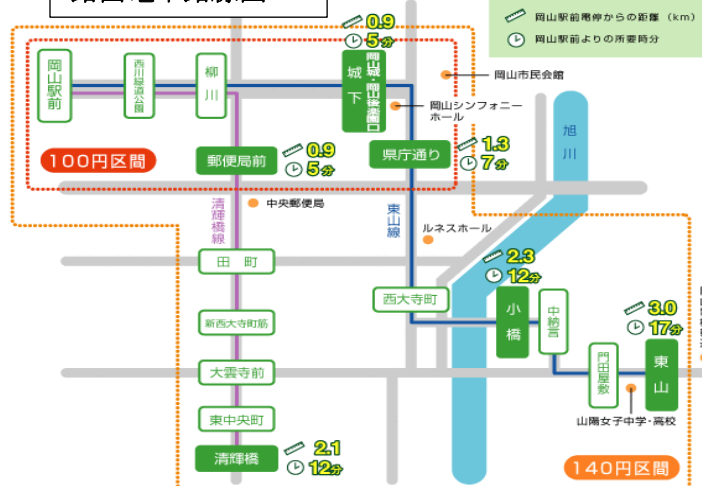 岡山駅前電停からの距離（km）
岡山駅前よりの所要時分
0.9
5分
岡山駅前
西川緑道公園
柳川
城下
岡山城・岡山後楽園口
岡山市民会館
岡山シンフォニー
ホール
旭川
100円区間
郵便局前
0.9
5分
県庁通り
1.3
7分
清輝橋線
中央郵便局
東山線
ルネスホール
田町
2.3
12分
西大寺町
小橋
中納言
3.0
17分
新西大寺町筋
大雲寺前
門田屋敷
東山
東中央町
山陽女子中学・高校
清輝橋
2.1
12分
140円区間